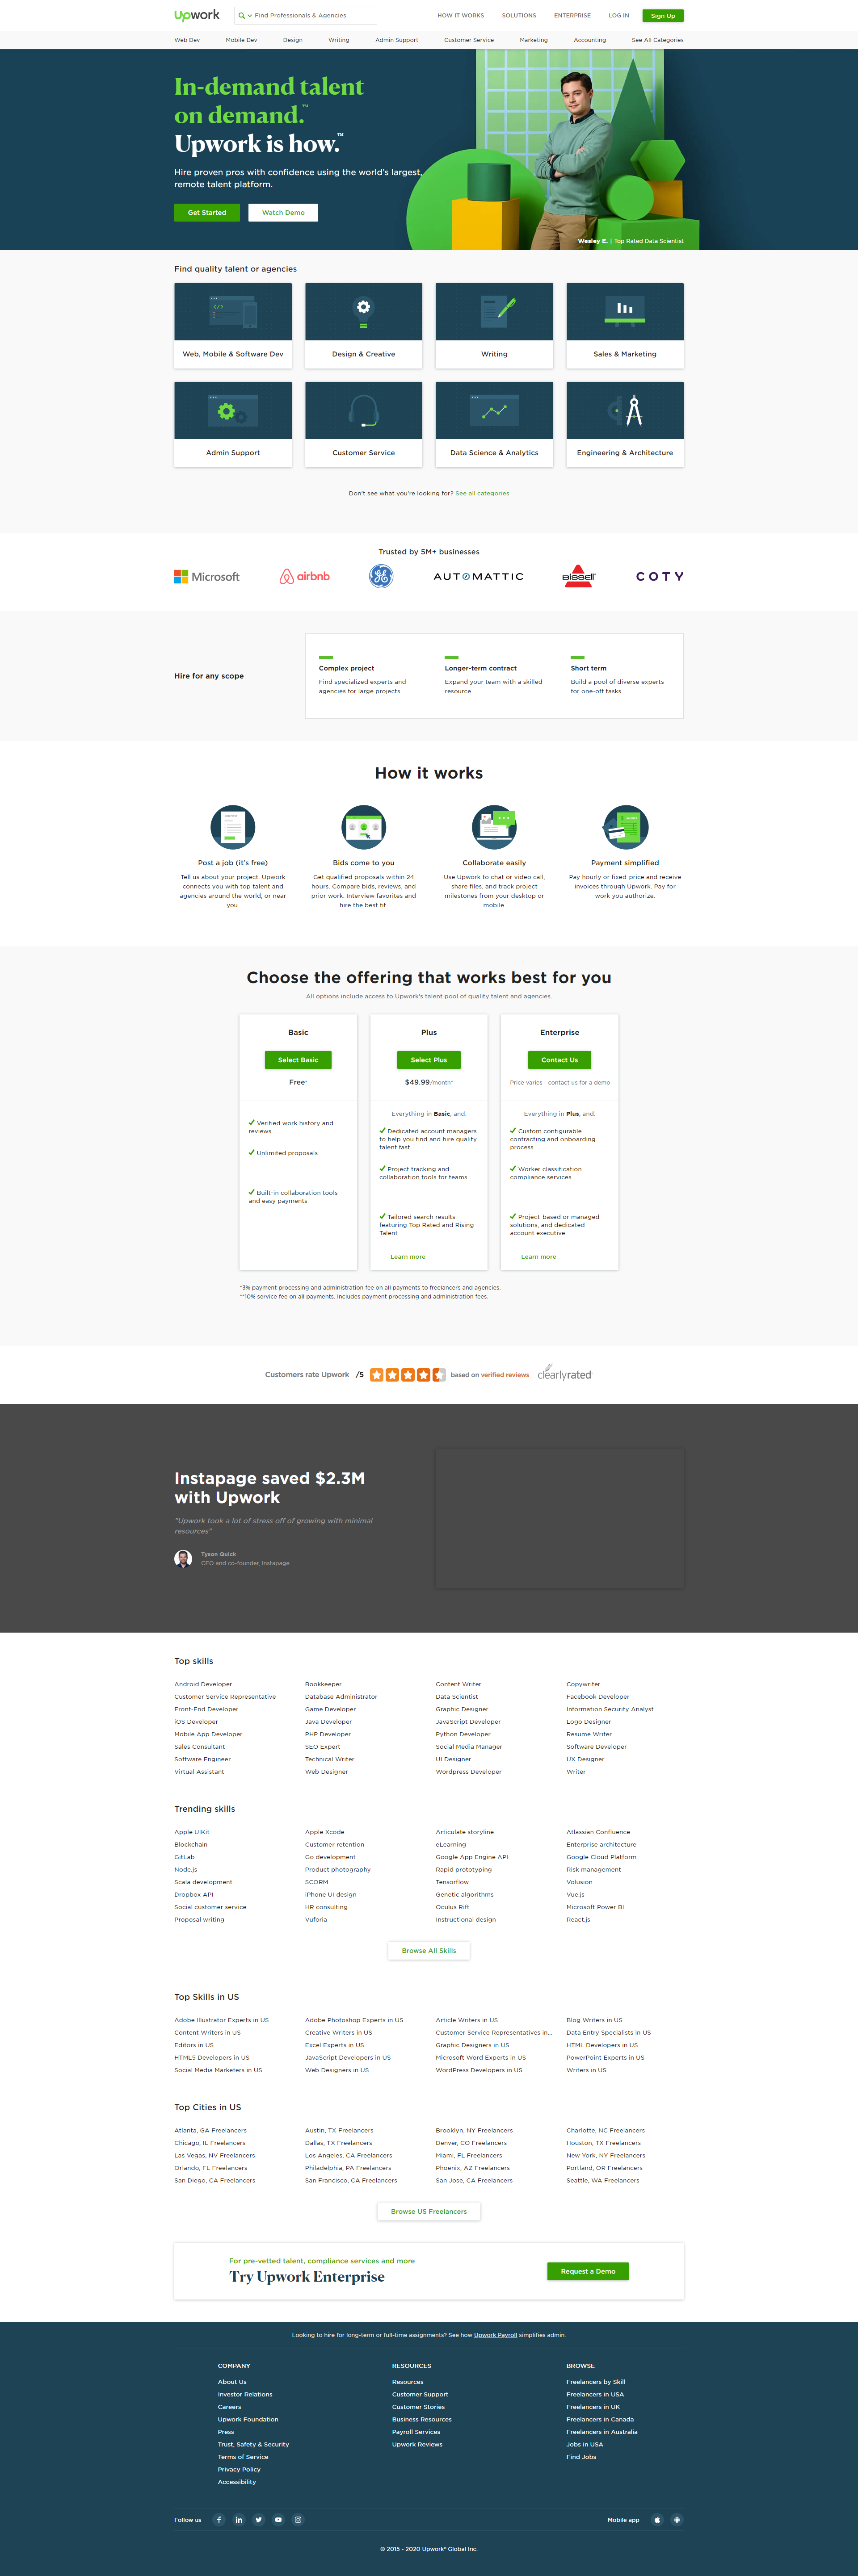 upwork
Find Professionals & Agencies
HOW IT WORKS
SOLUTIONS
ENTERPRISE
LOG IN
Sign Up
Web Dev
Mobile Dev
Design
Writing
Admin Support
Customer Service
Marketing
Accounting
See All Categories
In-demand talent
on demand.™
Upwork is how.™
Hire proven pros with confidence using the world's largest,
remote talent platform.
Get Started
Watch Demo
Wesley E. | Top Rated Data Scientist
Find quality talent or agencies
Web, Mobile & Software Dev
Design & Creative
Writing
Sales & Marketing
Admin Support
Customer Service
Data Science & Analytics
Engineering & Architecture
Don't see what you're looking for? See all categories
Trusted by 5M+ businesses
Microsoft
airbnb
GE
AUTOMATTIC
BISSELL
COTY
Hire for any scope
Complex project
Find specialized experts and
agencies for large projects.
Longer-term contract
Expand your team with a skilled
resource.
Short term
Build a pool of diverse experts
for one-off tasks.
How it works
Post a job (it's free)
Tell us about your project. Upwork
connects you with top talent and
agencies around the world, or near
you.
Bids come to you
Get qualified proposals within 24
hours. Compare bids, reviews, and
prior work. Interview favorites and
hire the best fit.
Collaborate easily
Use Upwork to chat or video call,
share files, and track project
milestones from your desktop or
mobile.
Payment simplified
Pay hourly or fixed-price and receive
invoices through Upwork. Pay for
work you authorize.
Choose the offering that works best for you
All options include access to Upwork's talent pool of quality talent and agencies.
Basic
Select Basic
Free*
Verified work history and
reviews
Unlimited proposals
Built-in collaboration tools
and easy payments
Plus
Select Plus
$49.99/month*
Everything in Basic, and:
Dedicated account managers
to help you find and hire quality
talent fast
Project tracking and
collaboration tools for teams
Tailored search results
featuring Top Rated and Rising
Talent
Learn more
Enterprise
Contact Us
Price varies - contact us for a demo
Everything in Plus, and:
Custom configurable
contracting and onboarding
process
Worker classification
compliance services
Project-based or managed
solutions, and dedicated
account executive
Learn more
*3% payment processing and administration fee on all payments to freelancers and agencies.
**10% service fee on all payments. Includes payment processing and administration fees.
Customers rate Upwork /5 based on verified reviews clearlyrated
Instapage saved $2.3M
with Upwork
"Upwork took a lot of stress off of growing with minimal
resources"
Tyson Quick
CEO and co-founder, Instapage
Top skills
Android Developer
Bookkeeper
Content Writer
Copywriter
Customer Service Representative
Database Administrator
Data Scientist
Facebook Developer
Front-End Developer
Game Developer
Graphic Designer
Information Security Analyst
iOS Developer
Java Developer
JavaScript Developer
Logo Designer
Mobile App Developer
PHP Developer
Python Developer
Resume Writer
Sales Consultant
SEO Expert
Social Media Manager
Software Developer
Software Engineer
Technical Writer
UI Designer
UX Designer
Virtual Assistant
Web Designer
Wordpress Developer
Writer
Trending skills
Apple UIKit
Apple Xcode
Articulate storyline
Atlassian Confluence
Blockchain
Customer retention
eLearning
Enterprise architecture
GitLab
Go development
Google App Engine API
Google Cloud Platform
Node.js
Product photography
Rapid prototyping
Risk management
Scala development
SCORM
Tensorflow
Volusion
Dropbox API
iPhone UI design
Genetic algorithms
Vue.js
Social customer service
HR consulting
Oculus Rift
Microsoft Power BI
Proposal writing
Vuforia
Instructional design
React.js
Browse All Skills
Top Skills in US
Adobe Illustrator Experts in US
Adobe Photoshop Experts in US
Article Writers in US
Blog Writers in US
Content Writers in US
Creative Writers in US
Customer Service Representatives in...
Data Entry Specialists in US
Editors in US
Excel Experts in US
Graphic Designers in US
HTML Developers in US
HTML5 Developers in US
JavaScript Developers in US
Microsoft Word Experts in US
PowerPoint Experts in US
Social Media Marketers in US
Web Designers in US
WordPress Developers in US
Writers in US
Top Cities in US
Atlanta, GA Freelancers
Austin, TX Freelancers
Brooklyn, NY Freelancers
Charlotte, NC Freelancers
Chicago, IL Freelancers
Dallas, TX Freelancers
Denver, CO Freelancers
Houston, TX Freelancers
Las Vegas, NV Freelancers
Los Angeles, CA Freelancers
Miami, FL Freelancers
New York, NY Freelancers
Orlando, FL Freelancers
Philadelphia, PA Freelancers
Phoenix, AZ Freelancers
Portland, OR Freelancers
San Diego, CA Freelancers
San Francisco, CA Freelancers
San Jose, CA Freelancers
Seattle, WA Freelancers
Browse US Freelancers
For pre-vetted talent, compliance services and more
Try Upwork Enterprise
Request a Demo
Looking to hire for long-term or full-time assignments? See how Upwork Payroll simplifies admin.
COMPANY
About Us
Investor Relations
Careers
Upwork Foundation
Press
Trust, Safety & Security
Terms of Service
Privacy Policy
Accessibility
RESOURCES
Resources
Customer Support
Customer Stories
Business Resources
Payroll Services
Upwork Reviews
BROWSE
Freelancers by Skill
Freelancers in USA
Freelancers in UK
Freelancers in Canada
Freelancers in Australia
Jobs in USA
Find Jobs
Follow us
Mobile app
© 2015 - 2020 Upwork® Global Inc.